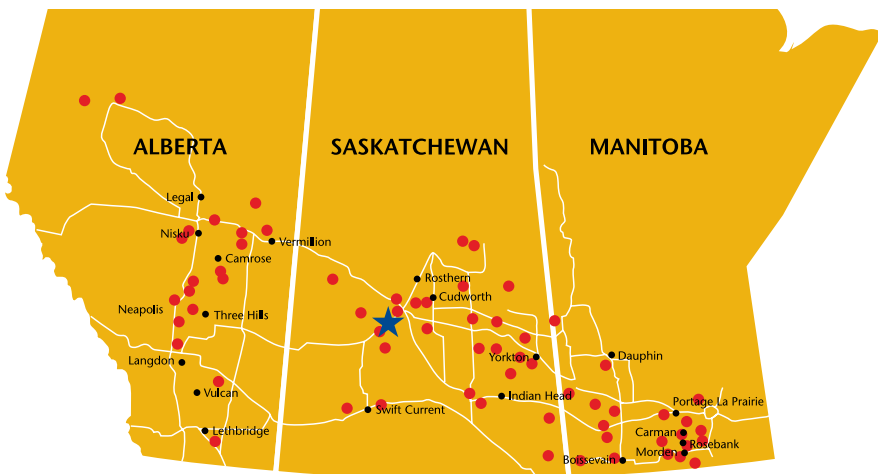 ALBERTA
SASKATCHEWAN
MANITOBA
Legal
Nisku
Vermilion
Camrose
Rosthern
Cudworth
Neapolis
Three Hills
Langdon
Yorkton
Dauphin
Vulcan
Indian Head
Swift Current
Portage La Prairie
Lethbridge
Carman
Rosebank
Morden
Boissevain